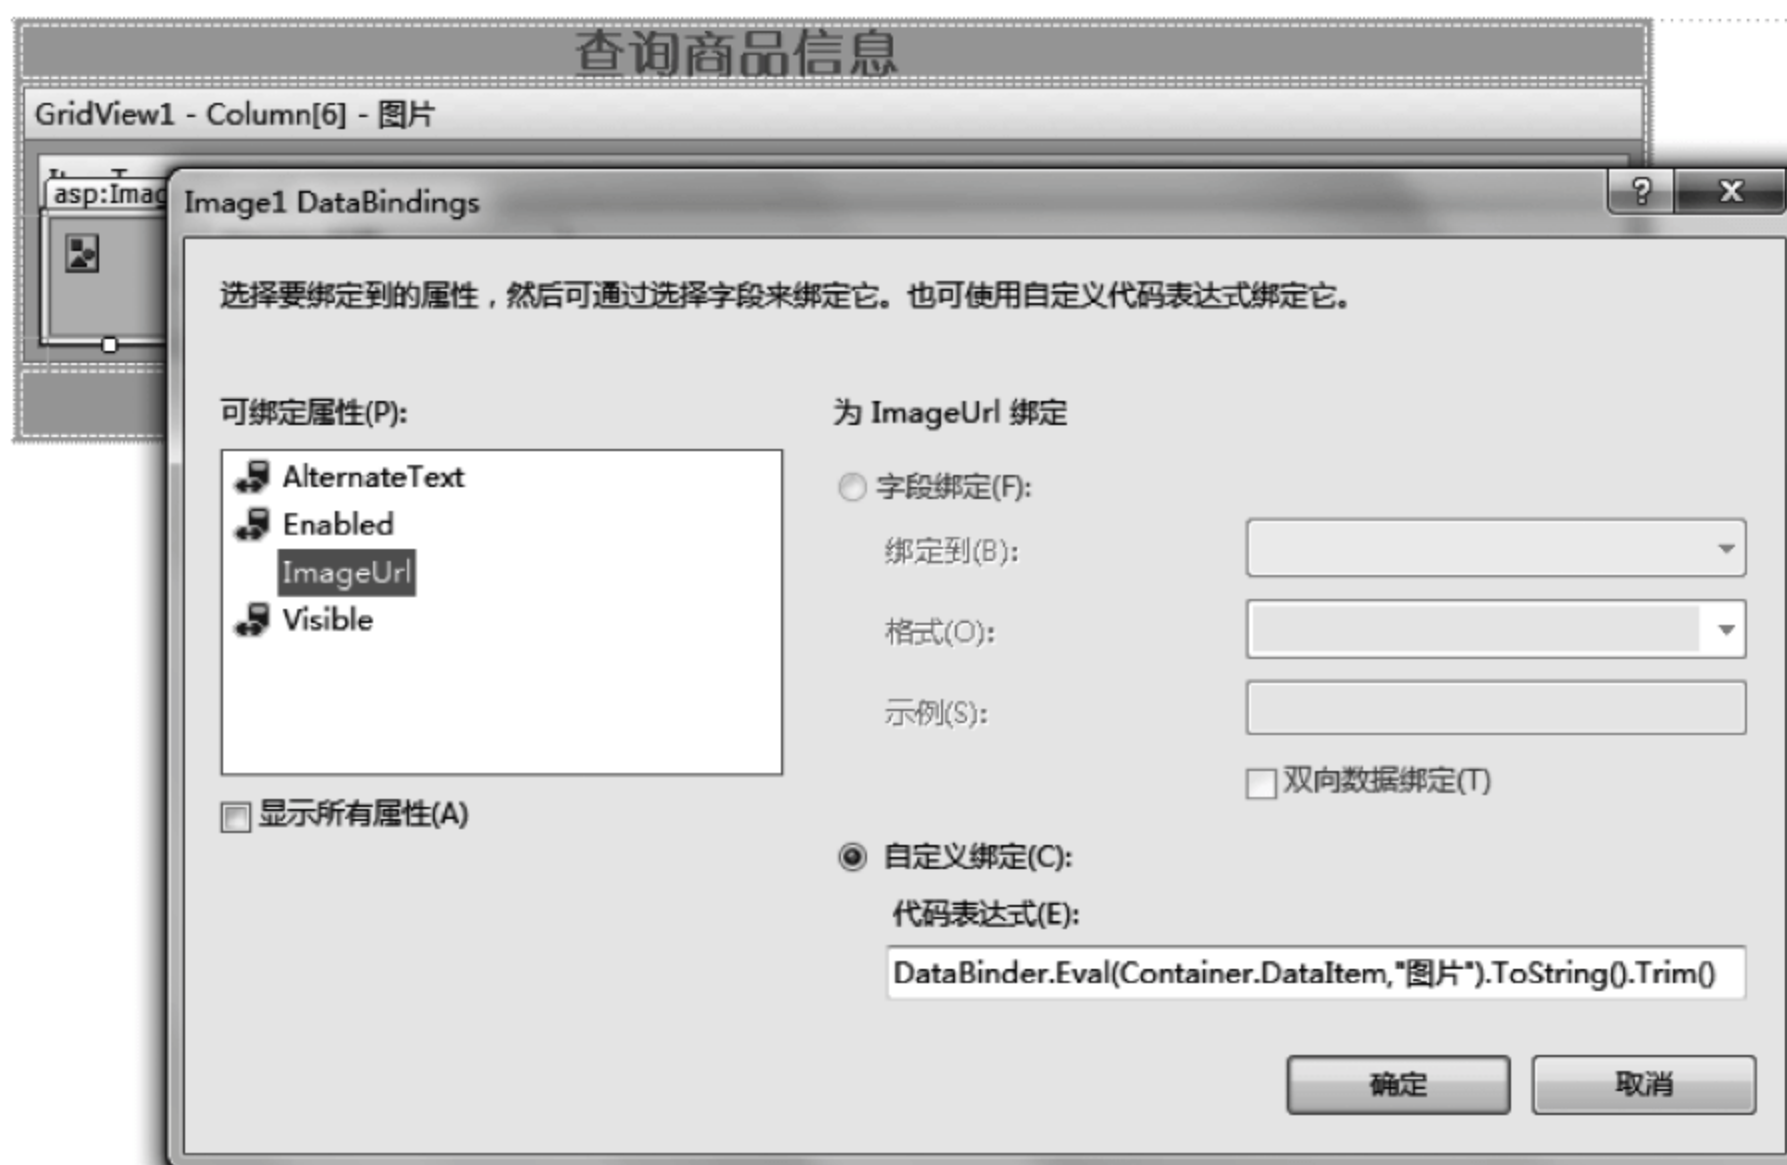 查询商品信息
GridView1 - Column[6] - 图片
asp:Imag
Image1 DataBindings
选择要绑定到的属性，然后可通过选择字段来绑定它。也可使用自定义代码表达式绑定它。
可绑定属性(P):
为 ImageUrl 绑定
AlternateText
Enabled
ImageUrl
Visible
字段绑定(F):
绑定到(B):
格式(O):
示例(S):
双向数据绑定(T)
显示所有属性(A)
自定义绑定(C):
代码表达式(E):
DataBinder.Eval(Container.DataItem,"图片").ToString().Trim()
确定
取消